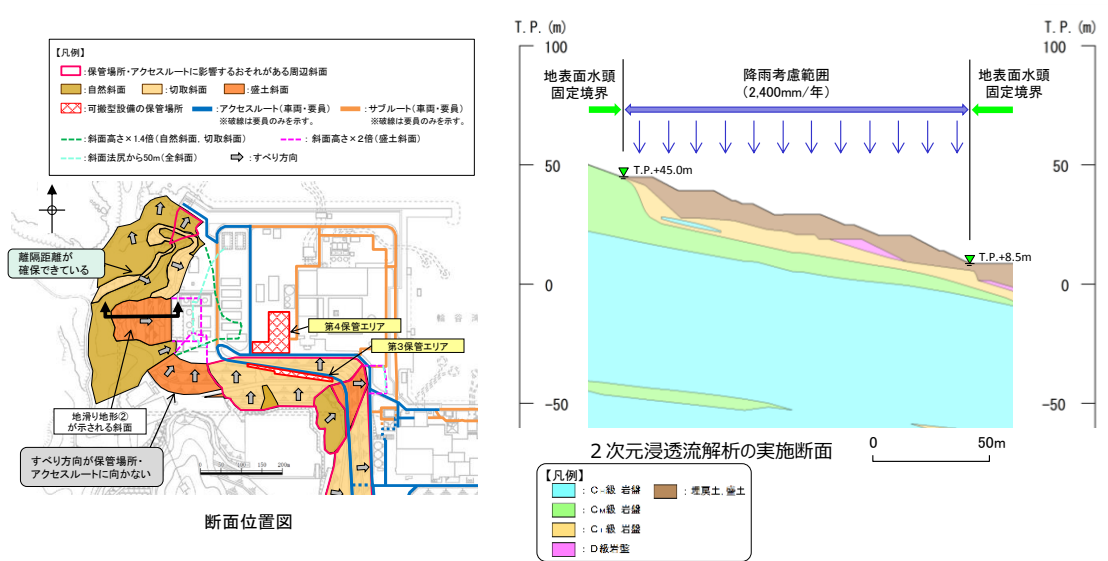 【凡例】
:保管場所・アクセスルートに影響するおそれがある周辺斜面
:自然斜面 :切取斜面 :盛土斜面
:可搬型設備の保管場所 :アクセスルート(車両・要員) :サブルート(車両・要員)
※破線は要員のみを示す。 ※破線は要員のみを示す。
:斜面高さ×1.4倍(自然斜面,切取斜面) :斜面高さ×2倍(盛土斜面)
:斜面法尻から50m(全斜面) :すべり方向
離隔距離が
確保できている
第4保管エリア
第3保管エリア
地滑り地形②
が示される斜面
すべり方向が保管場所・
アクセスルートに向かない
0 50 100 150 200m
断面位置図
T.P.(m) T.P.(m)
100 100
地表面水頭
固定境界
降雨考慮範囲
(2,400mm/年)
地表面水頭
固定境界
50 50
T.P.+45.0m
T.P.+8.5m
0 0
-50 -50
2次元浸透流解析の実施断面
0 50m
【凡例】
:岩盤 :埋戻土,盛土
:CM級 岩盤
:CL級 岩盤
:D級岩盤